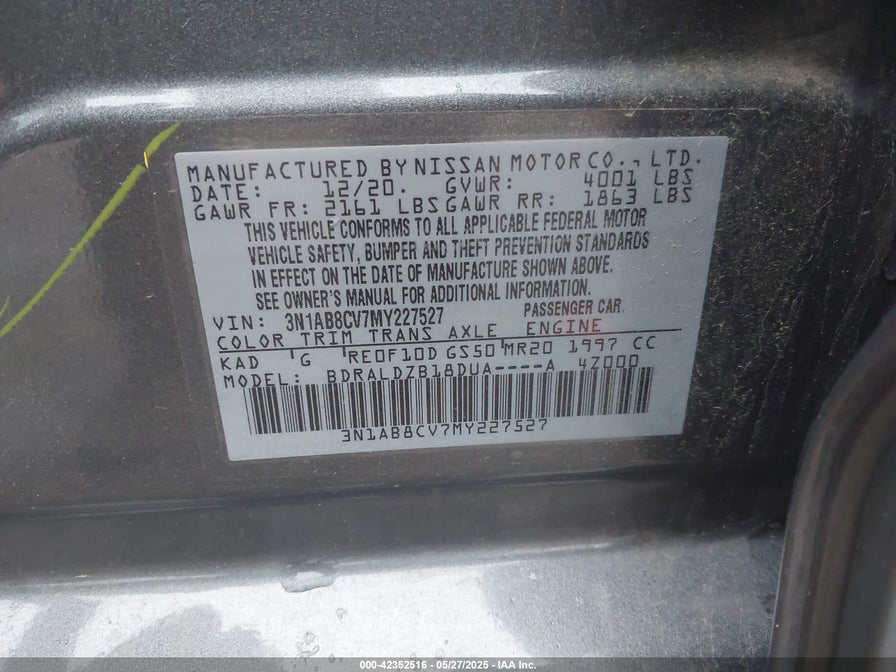 MANUFACTURED BY NISSAN MOTOR CO., LTD.
DATE: 12/20. GVWR: 4001 LBS
GAWR FR: 2161 LBS GAWR RR: 1863 LBS
THIS VEHICLE CONFORMS TO ALL APPLICABLE FEDERAL MOTOR
VEHICLE SAFETY, BUMPER AND THEFT PREVENTION STANDARDS
IN EFFECT ON THE DATE OF MANUFACTURE SHOWN ABOVE.
SEE OWNER'S MANUAL FOR ADDITIONAL INFORMATION.
VIN: 3N1AB8CV7MY227527 PASSENGER CAR
COLOR TRIM TRANS AXLE ENGINE
KAD 'G 'RE0F10D GS50'MR20 1997 CC
MODEL: BDRALDZB18DUA----A 4Z000
3N1AB8CV7MY227527
000-42352516 - 05/27/2025 - IAA Inc.